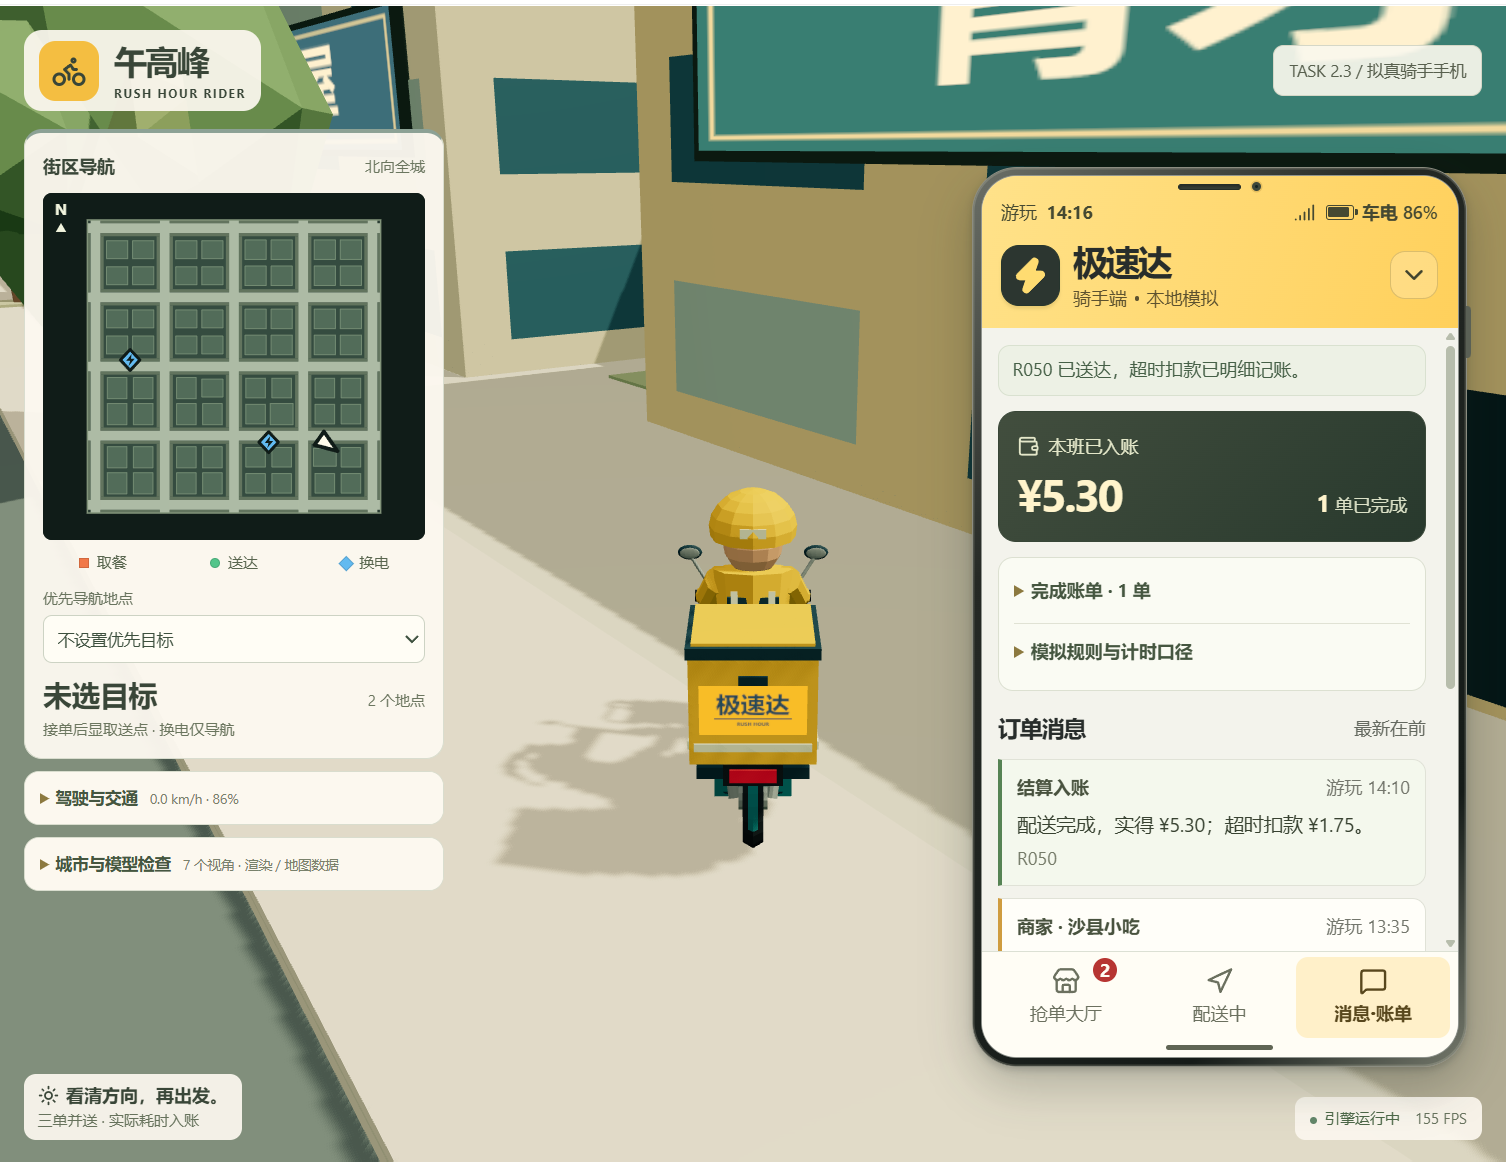 午高峰
RUSH HOUR RIDER
TASK 2.3 / 拟真骑手手机
街区导航
北向全城
N
取餐
送达
换电
优先导航地点
不设置优先目标
未选目标
2 个地点
接单后显取送点 · 换电仅导航
驾驶与交通 0.0 km/h · 86%
城市与模型检查 7 个视角 · 渲染 / 地图数据
看清方向，再出发。
三单并送 · 实际耗时入账
极速达
RUSH HOUR
游玩 14:16
车电 86%
极速达
骑手端 • 本地模拟
R050 已送达，超时扣款已明细记账。
本班已入账
¥5.30
1 单已完成
完成账单 · 1 单
模拟规则与计时口径
订单消息
最新在前
结算入账
游玩 14:10
配送完成，实得 ¥5.30；超时扣款 ¥1.75。
R050
商家 · 沙县小吃
游玩 13:35
抢单大厅
2
配送中
消息·账单
引擎运行中 155 FPS